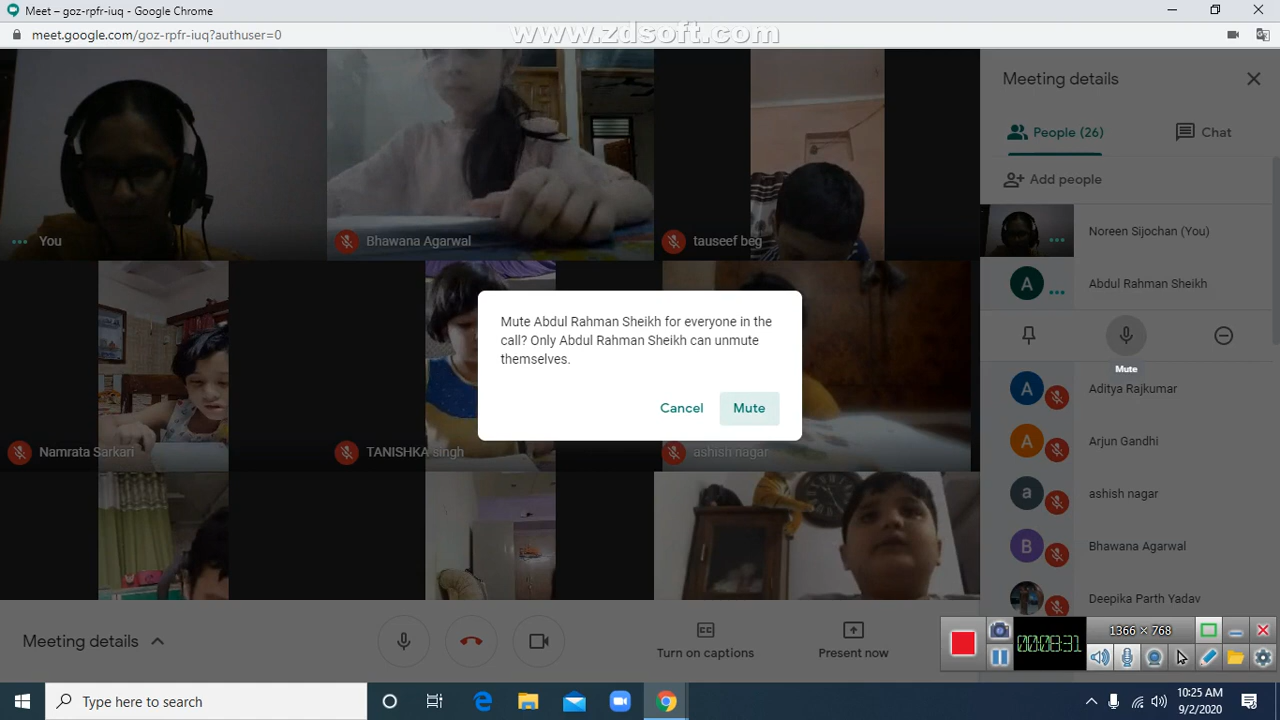 Meet – goz-rpfr-iuq - Google Chrome
meet.google.com/goz-rpfr-iuq?authuser=0
www.zdsoft.com
You
Bhawana Agarwal
tauseef beg
Namrata Sarkari
TANISHKA singh
ashish nagar
Mute Abdul Rahman Sheikh for everyone in the
call? Only Abdul Rahman Sheikh can unmute
themselves.
Cancel Mute
Meeting details
People (26) Chat
Add people
Noreen Sijochan (You)
A Abdul Rahman Sheikh
Mute
A Aditya Rajkumar
A Arjun Gandhi
a ashish nagar
B Bhawana Agarwal
Deepika Parth Yadav
Meeting details
CC
Turn on captions
Present now
00:08:31
1366 × 768
Type here to search
10:25 AM
9/2/2020